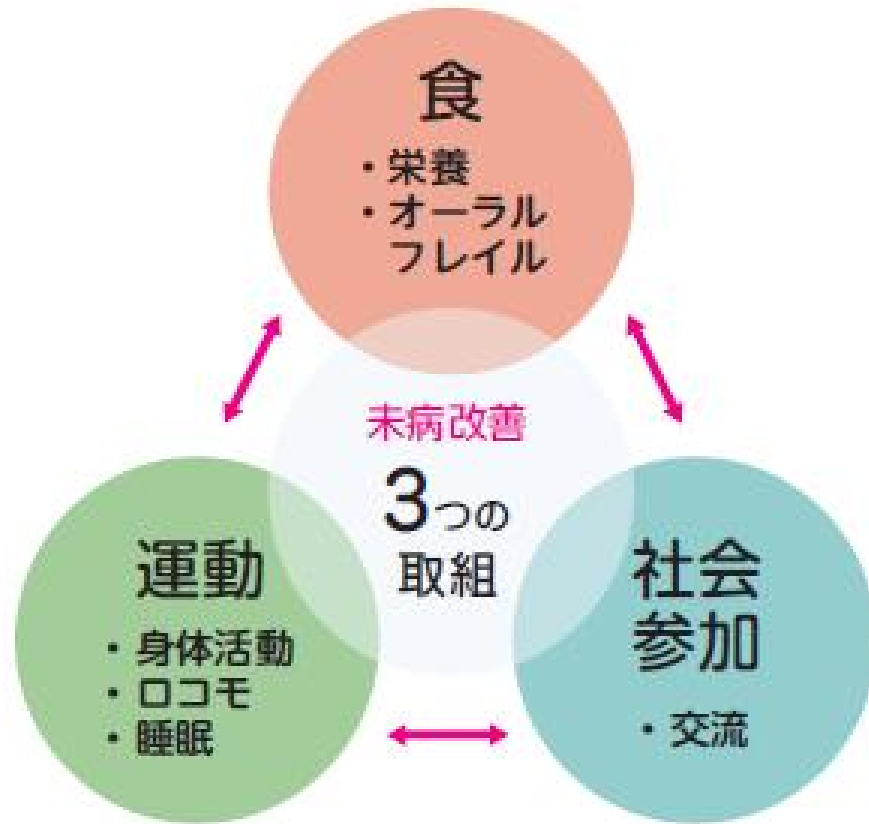 食
・栄養
・オーラル
フレイル
未病改善
3つの
取組
運動
・身体活動
・ロコモ
・睡眠
社会
参加
・交流